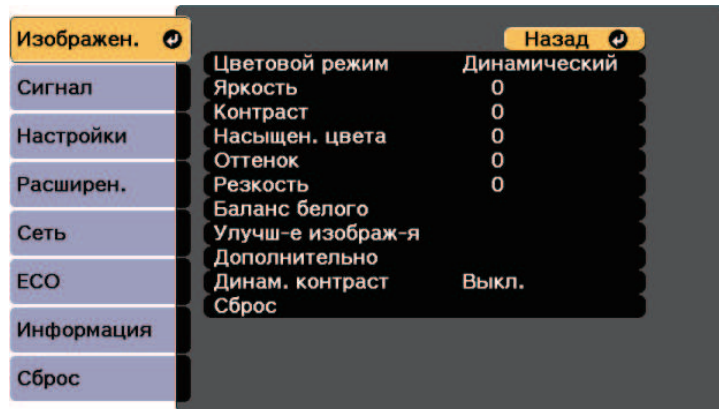 Изображен.
Сигнал
Настройки
Расширен.
Сеть
ECO
Информация
Сброс
Назад
Цветовой режим Динамический
Яркость 0
Контраст 0
Насыщен. цвета 0
Оттенок 0
Резкость 0
Баланс белого
Улучш-е изображ-я
Дополнительно
Динам. контраст Выкл.
Сброс